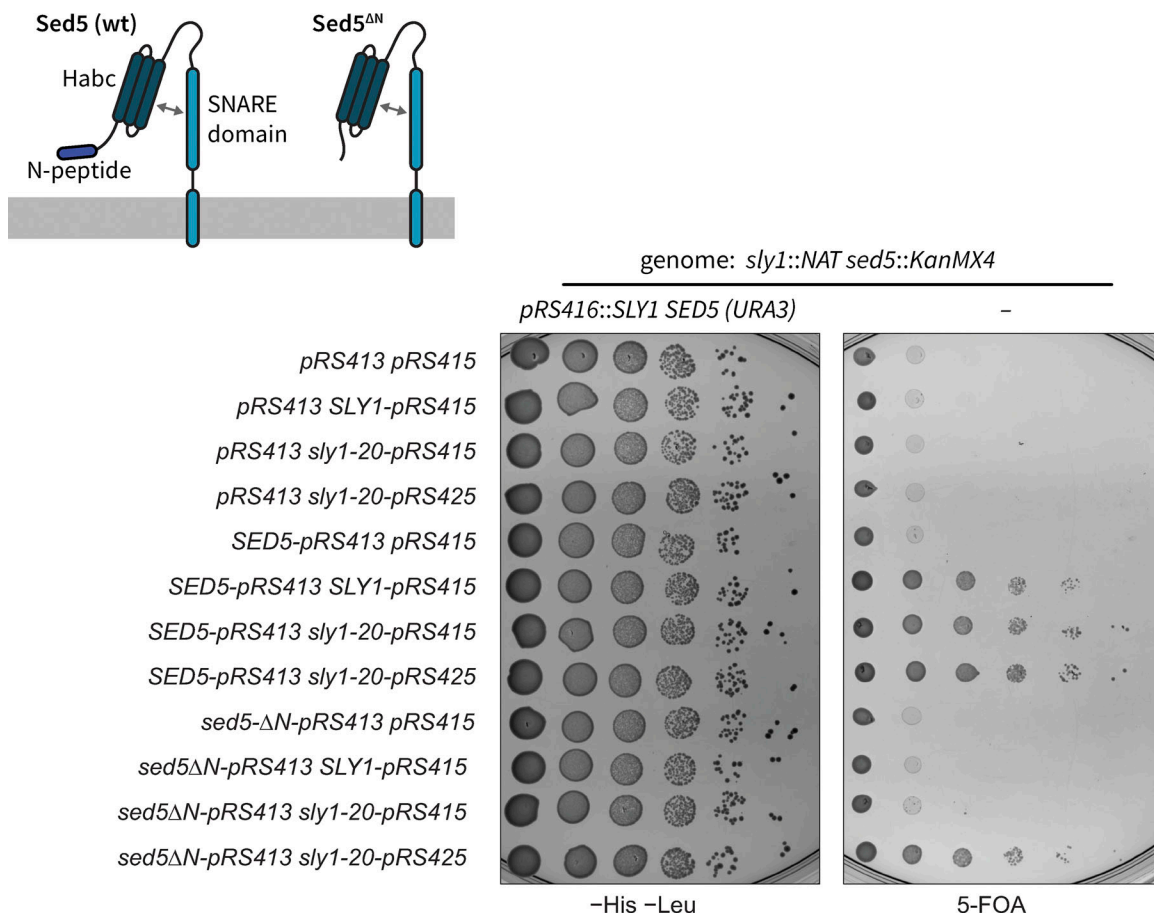 Sed5 (wt)
Sed5ΔN
Habc
SNARE
domain
N-peptide
genome: sly1::NAT sed5::KanMX4
pRS416::SLY1 SED5 (URA3)
–
pRS413 pRS415
pRS413 SLY1-pRS415
pRS413 sly1-20-pRS415
pRS413 sly1-20-pRS425
SED5-pRS413 pRS415
SED5-pRS413 SLY1-pRS415
SED5-pRS413 sly1-20-pRS415
SED5-pRS413 sly1-20-pRS425
sed5-ΔN-pRS413 pRS415
sed5ΔN-pRS413 SLY1-pRS415
sed5ΔN-pRS413 sly1-20-pRS415
sed5ΔN-pRS413 sly1-20-pRS425
–His –Leu
5-FOA